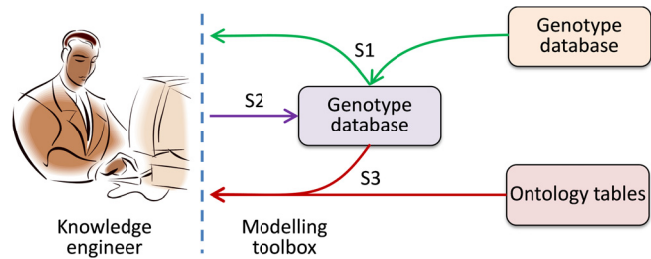 Genotype
database
S1
S2
Genotype
database
S3
Ontology tables
Knowledge
engineer
Modelling
toolbox